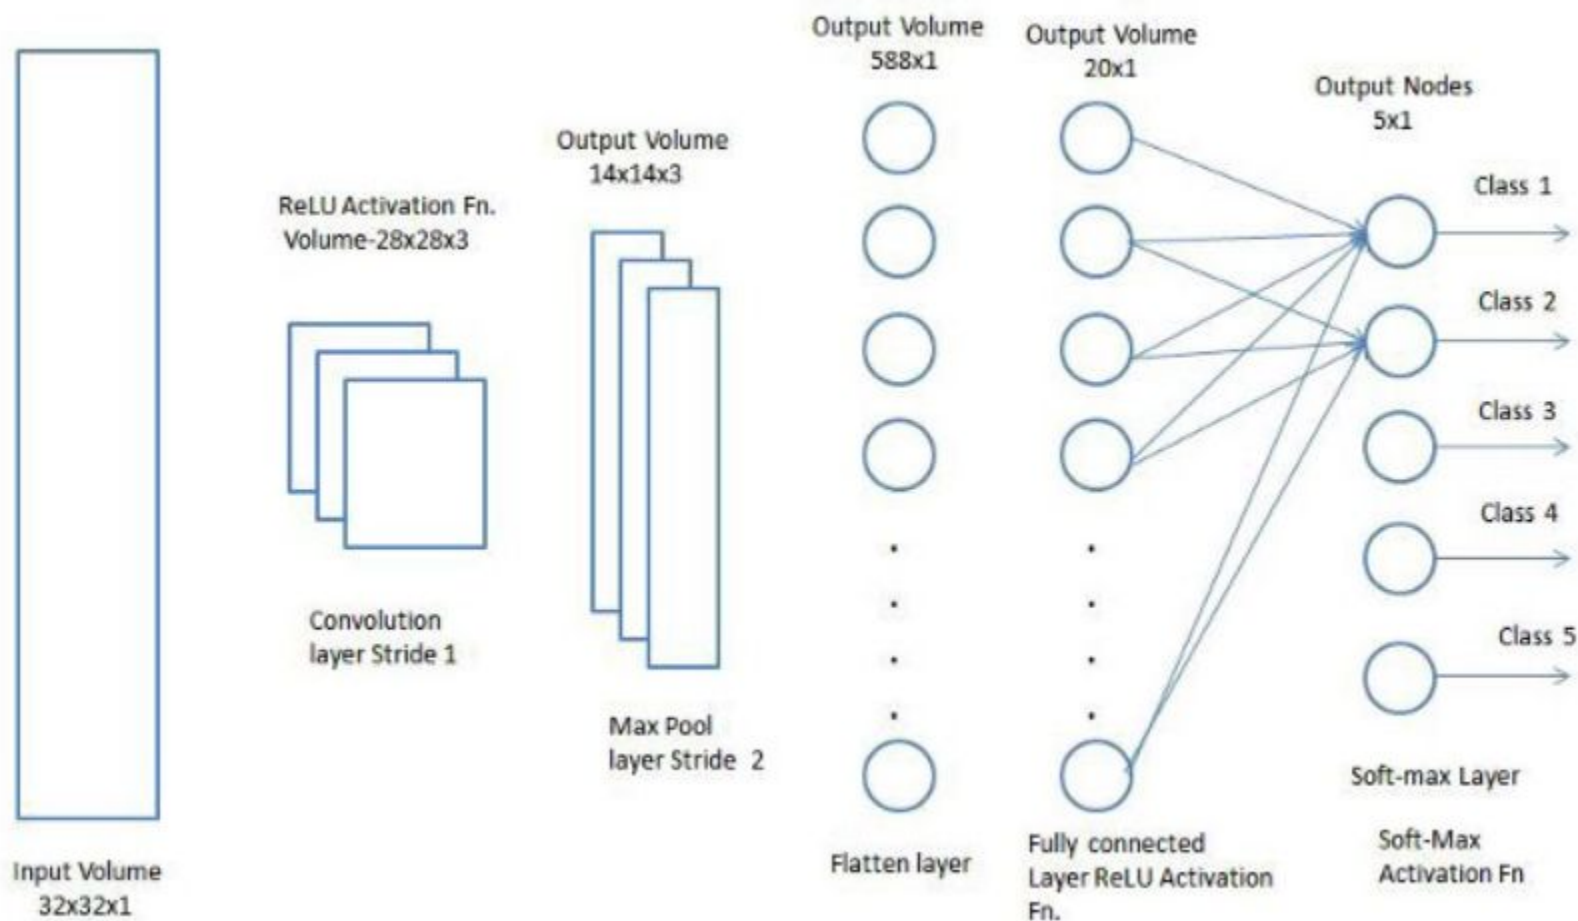 Input Volume
32x32x1
ReLU Activation Fn.
Volume-28x28x3
Convolution
layer Stride 1
Output Volume
14x14x3
Max Pool
layer Stride 2
Output Volume
588x1
Flatten layer
Output Volume
20x1
Fully connected
Layer ReLU Activation
Fn.
Output Nodes
5x1
Class 1
Class 2
Class 3
Class 4
Class 5
Soft-max Layer
Soft-Max
Activation Fn